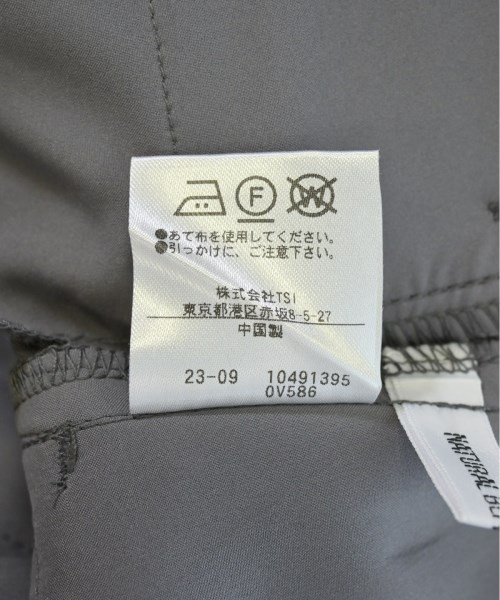 F W
●あて布を使用してください。
●引っかけに、ご注意下さい。
株式会社TSI
東京都港区赤坂8-5-27
中国製
23-09 10491395
0V586
NATURAL